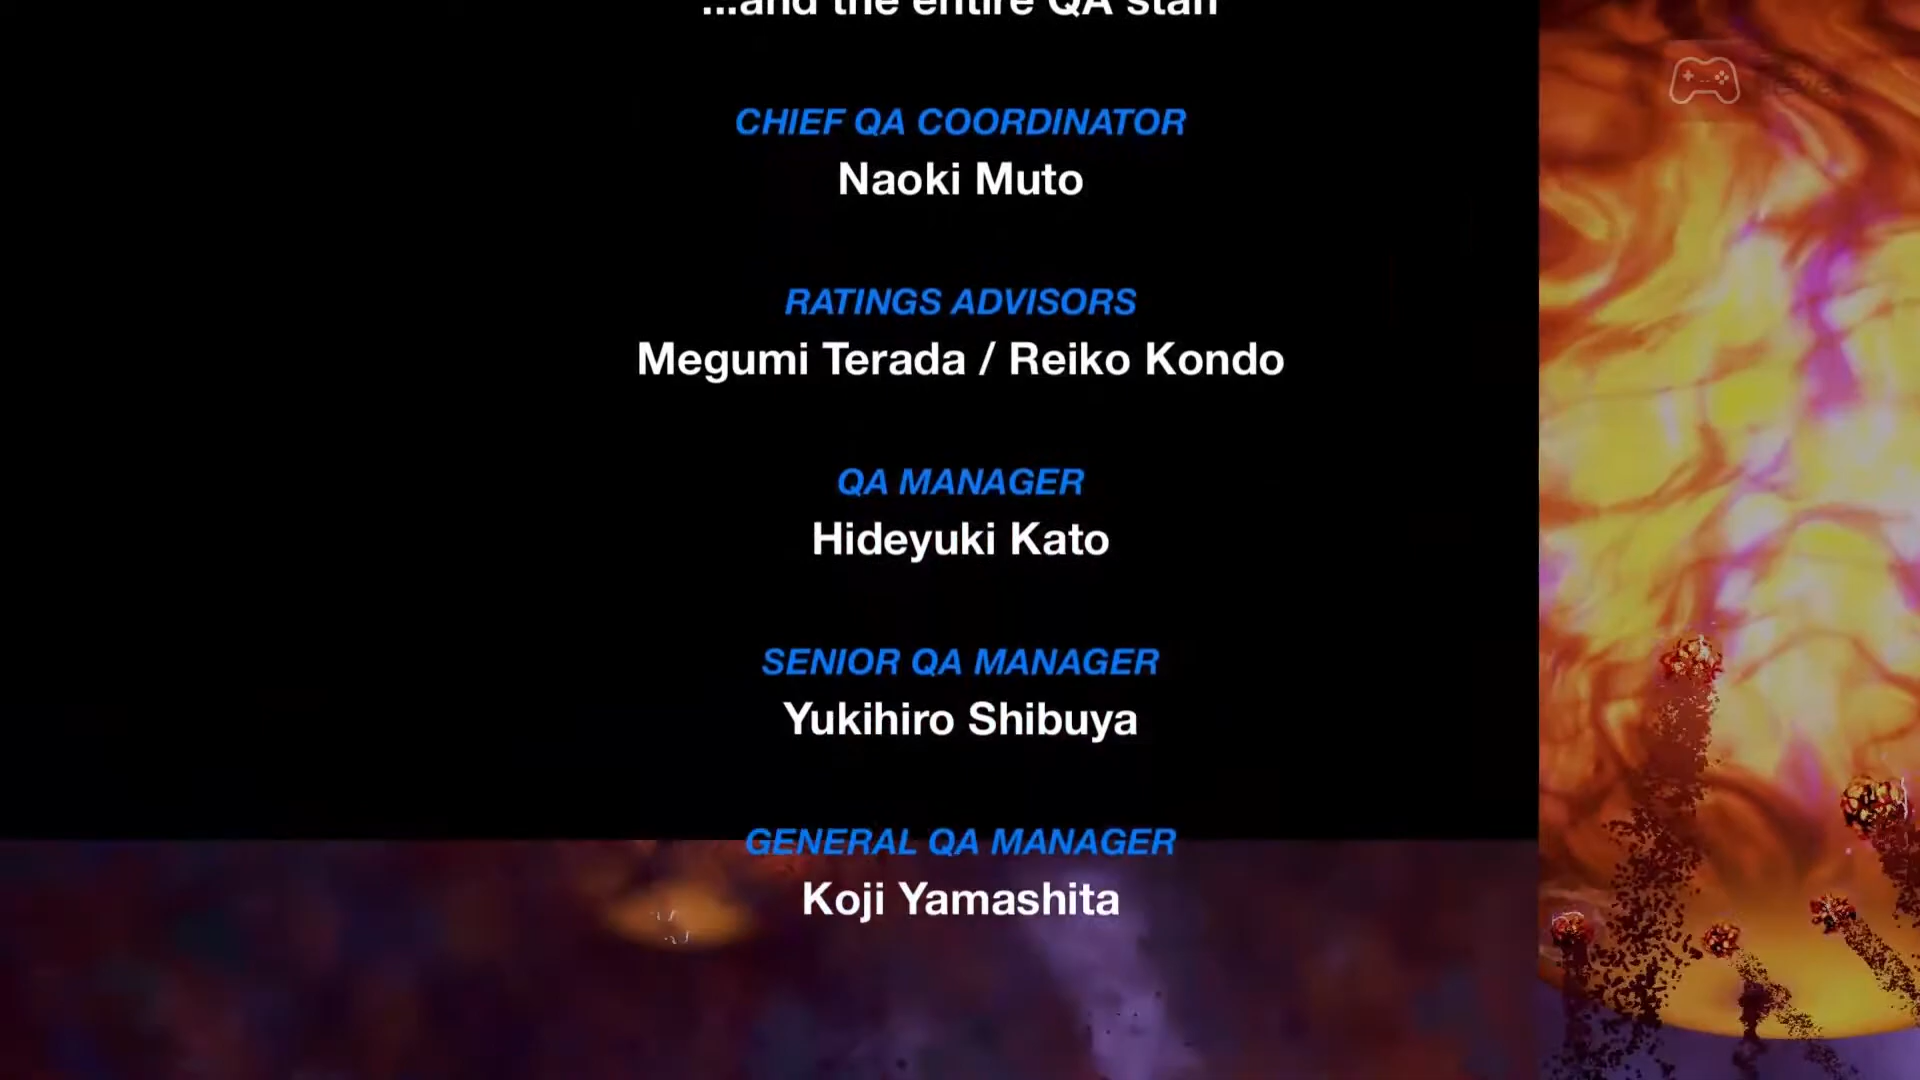 ...and the entire QA staff
CHIEF QA COORDINATOR
Naoki Muto
RATINGS ADVISORS
Megumi Terada / Reiko Kondo
QA MANAGER
Hideyuki Kato
SENIOR QA MANAGER
Yukihiro Shibuya
GENERAL QA MANAGER
Koji Yamashita